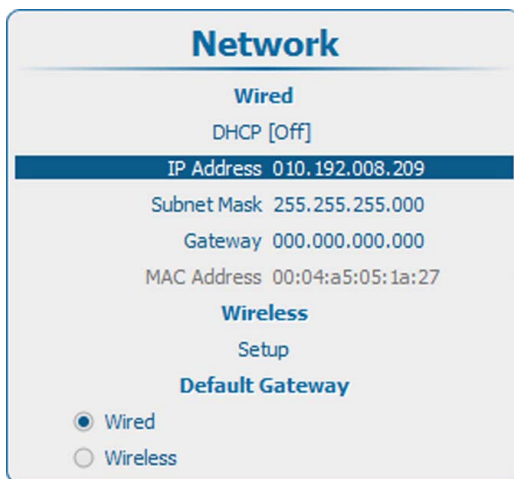 Network
Wired
DHCP [Off]
IP Address 010.192.008.209
Subnet Mask 255.255.255.000
Gateway 000.000.000.000
MAC Address 00:04:a5:05:1a:27
Wireless
Setup
Default Gateway
Wired
Wireless